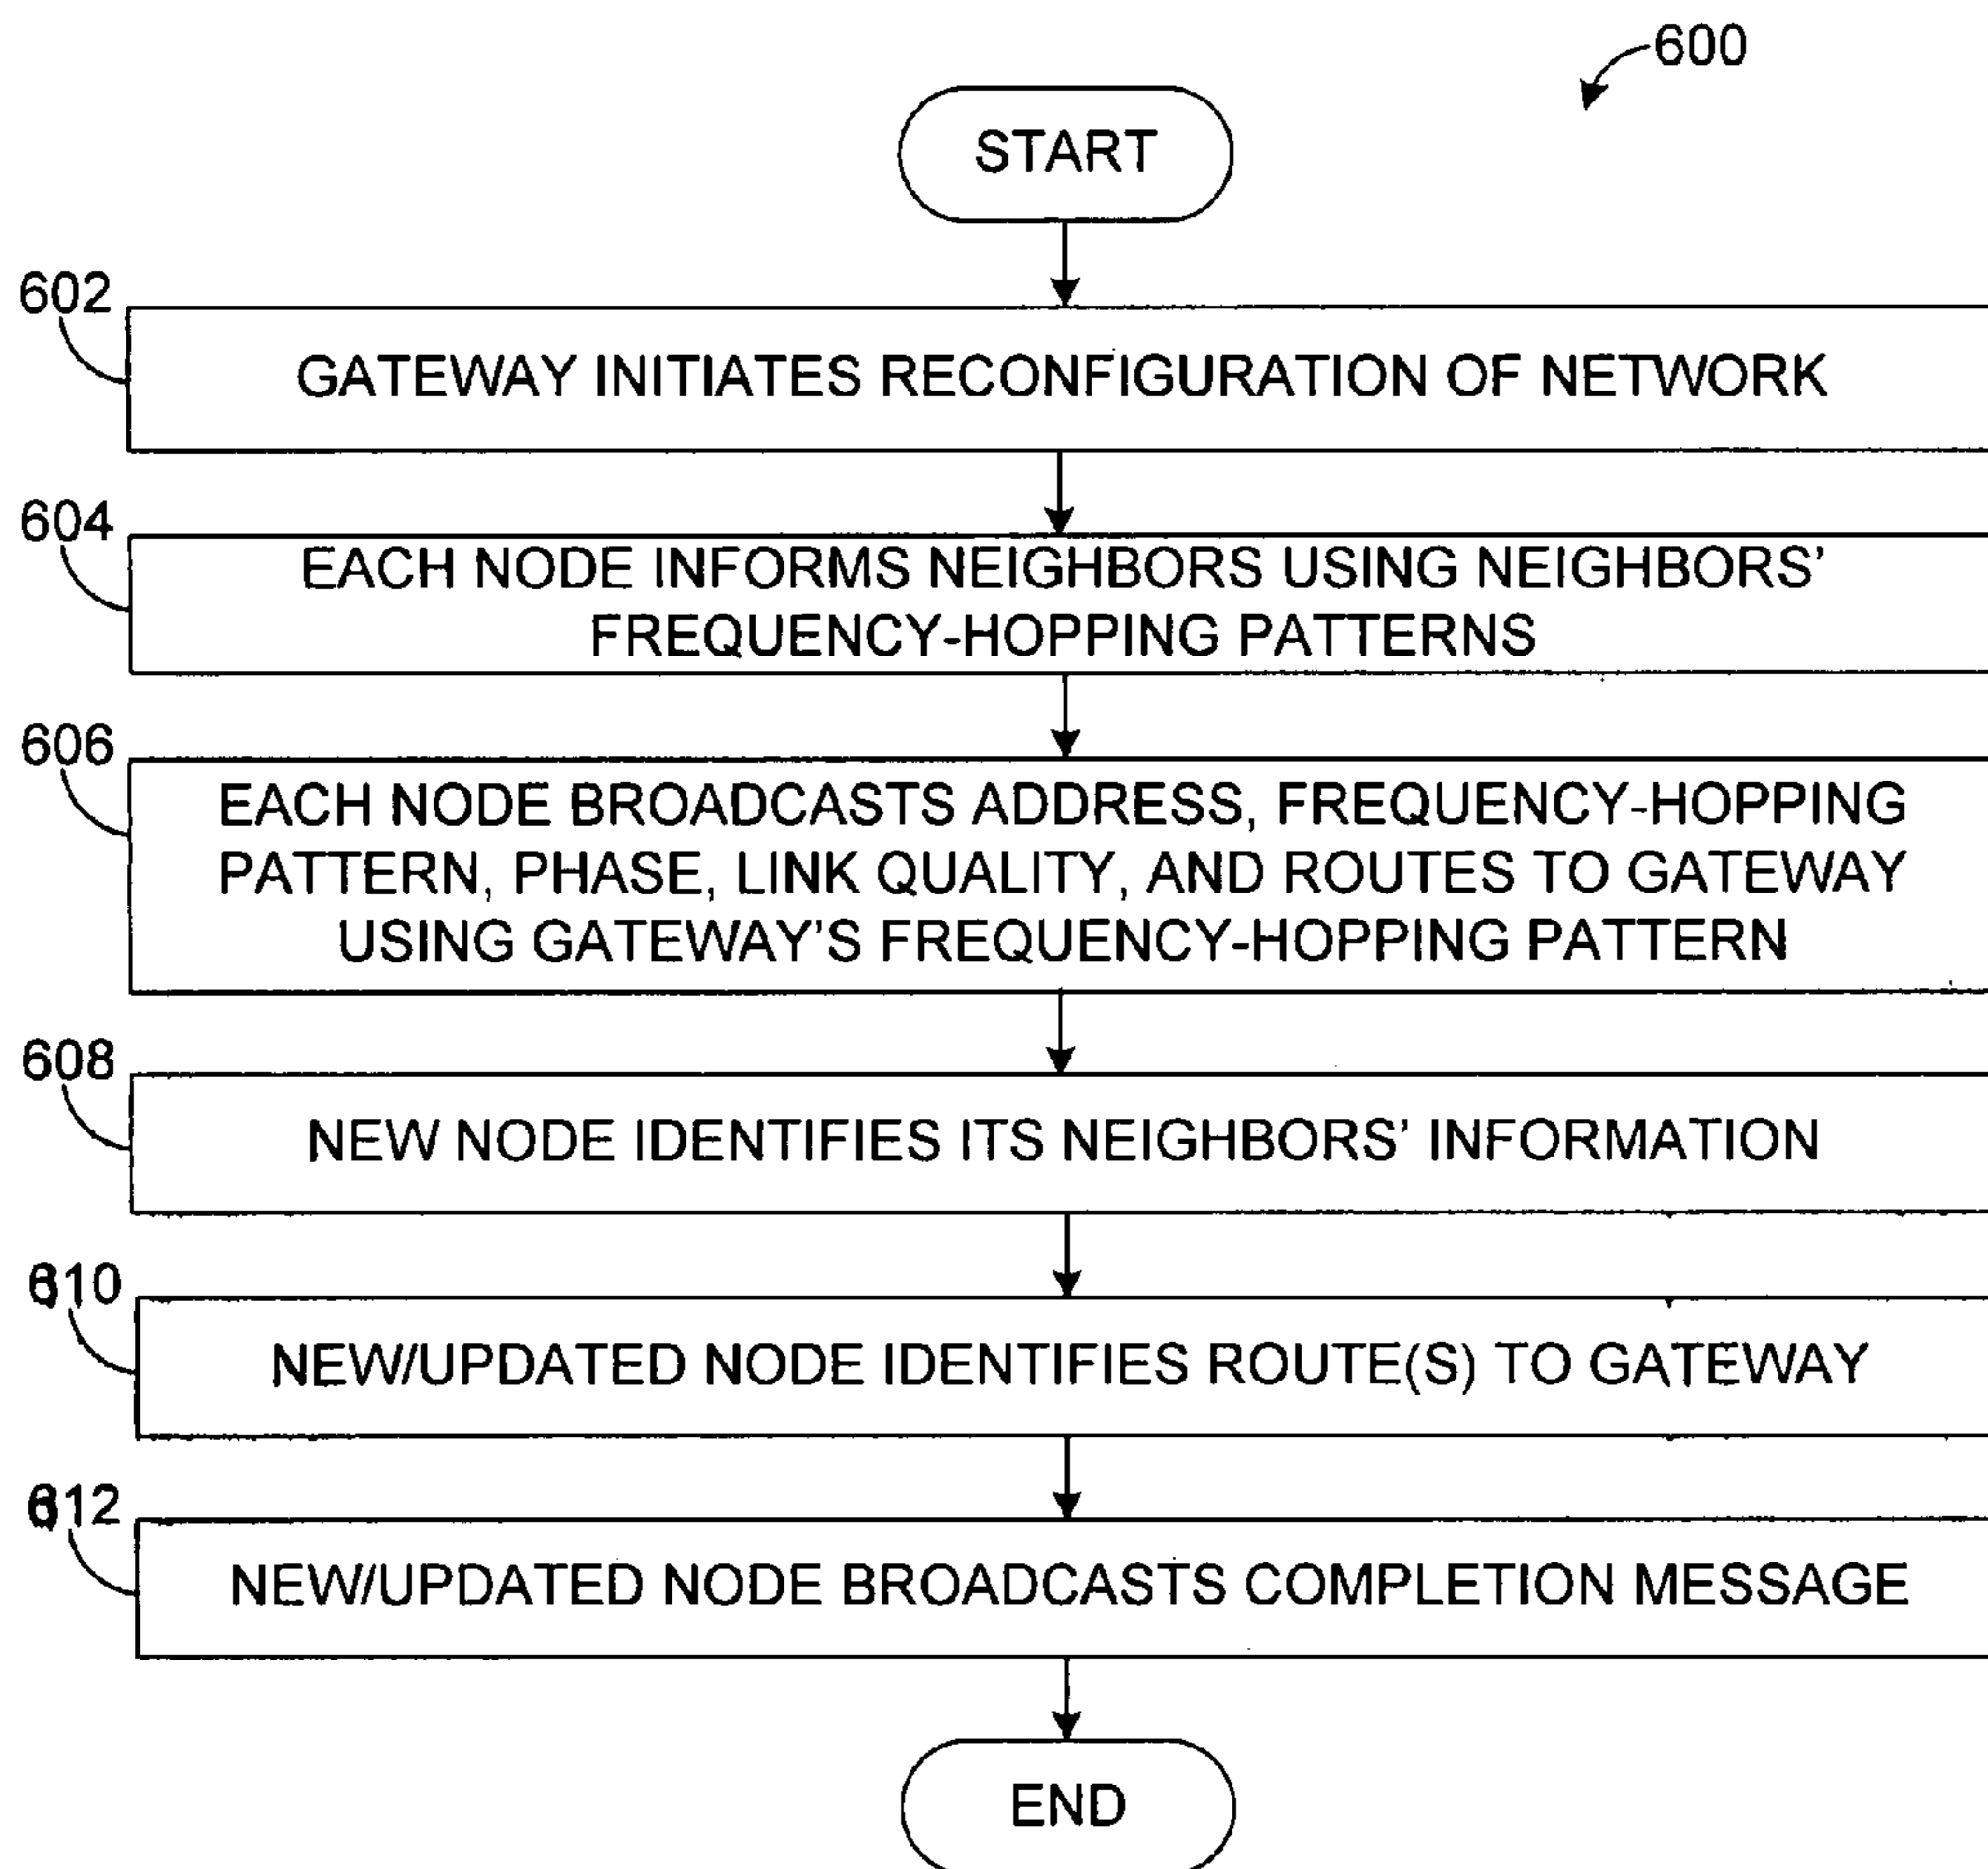 600
START
602
GATEWAY INITIATES RECONFIGURATION OF NETWORK
604
EACH NODE INFORMS NEIGHBORS USING NEIGHBORS'
FREQUENCY-HOPPING PATTERNS
606
EACH NODE BROADCASTS ADDRESS, FREQUENCY-HOPPING
PATTERN, PHASE, LINK QUALITY, AND ROUTES TO GATEWAY
USING GATEWAY'S FREQUENCY-HOPPING PATTERN
608
NEW NODE IDENTIFIES ITS NEIGHBORS' INFORMATION
610
NEW/UPDATED NODE IDENTIFIES ROUTE(S) TO GATEWAY
612
NEW/UPDATED NODE BROADCASTS COMPLETION MESSAGE
END